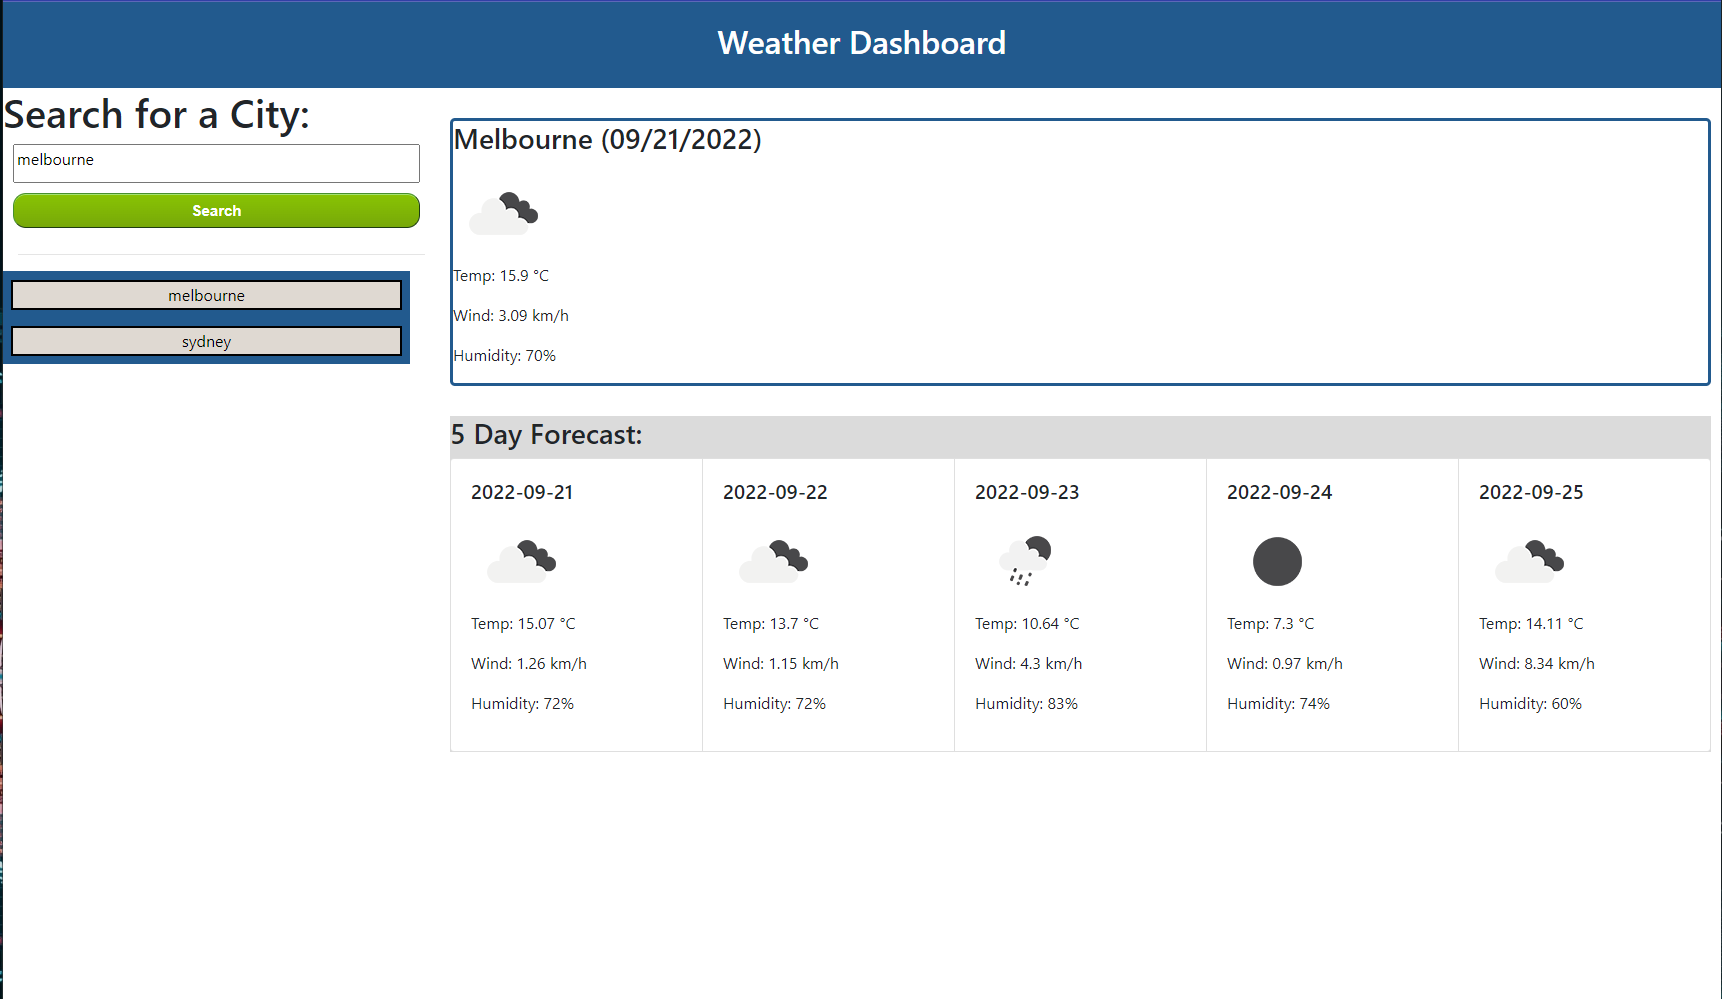 Weather Dashboard
Search for a City:
melbourne
Search
melbourne
sydney
Melbourne (09/21/2022)
Temp: 15.9 °C
Wind: 3.09 km/h
Humidity: 70%
5 Day Forecast:
2022-09-21
Temp: 15.07 °C
Wind: 1.26 km/h
Humidity: 72%
2022-09-22
Temp: 13.7 °C
Wind: 1.15 km/h
Humidity: 72%
2022-09-23
Temp: 10.64 °C
Wind: 4.3 km/h
Humidity: 83%
2022-09-24
Temp: 7.3 °C
Wind: 0.97 km/h
Humidity: 74%
2022-09-25
Temp: 14.11 °C
Wind: 8.34 km/h
Humidity: 60%